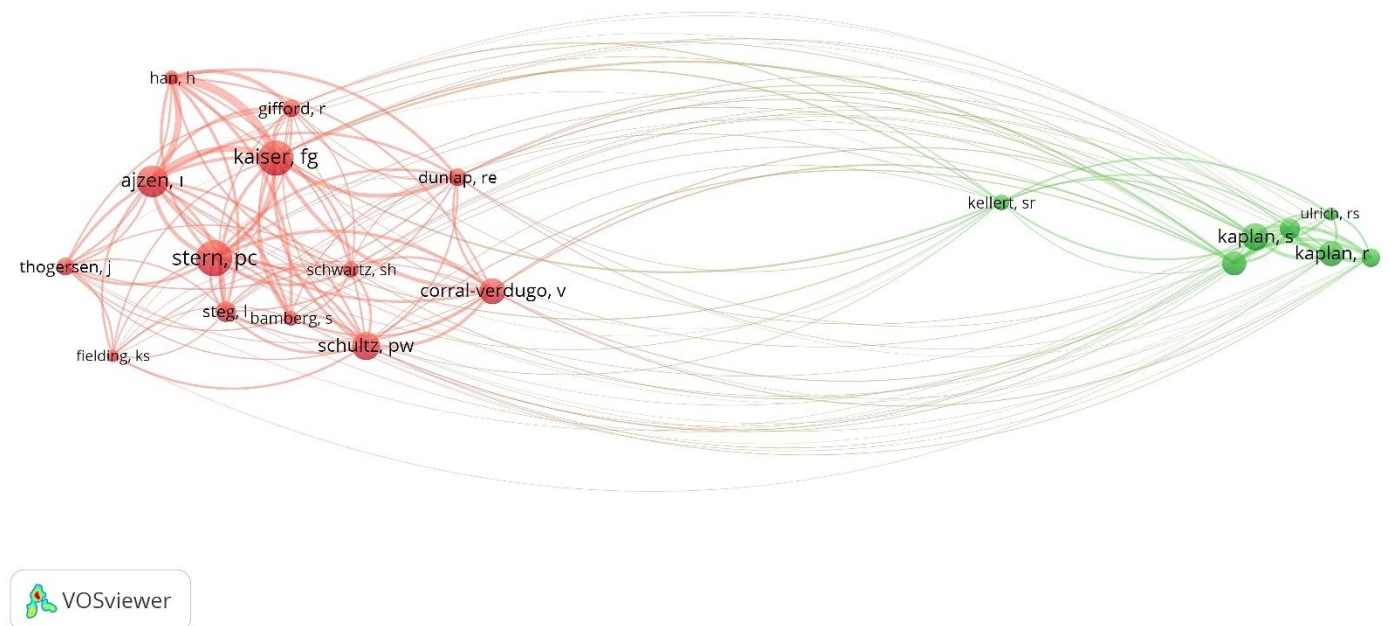 han, h
gifford, r
kaiser, fg
ajzen, i
dunlap, re
kellert, sr
ulrich, rs
kaplan, s
kaplan, r
stern, pc
thogersen, j
schwartz, sh
corral-verdugo, v
steg, l
bamberg, s
schultz, pw
fielding, ks
VOSviewer